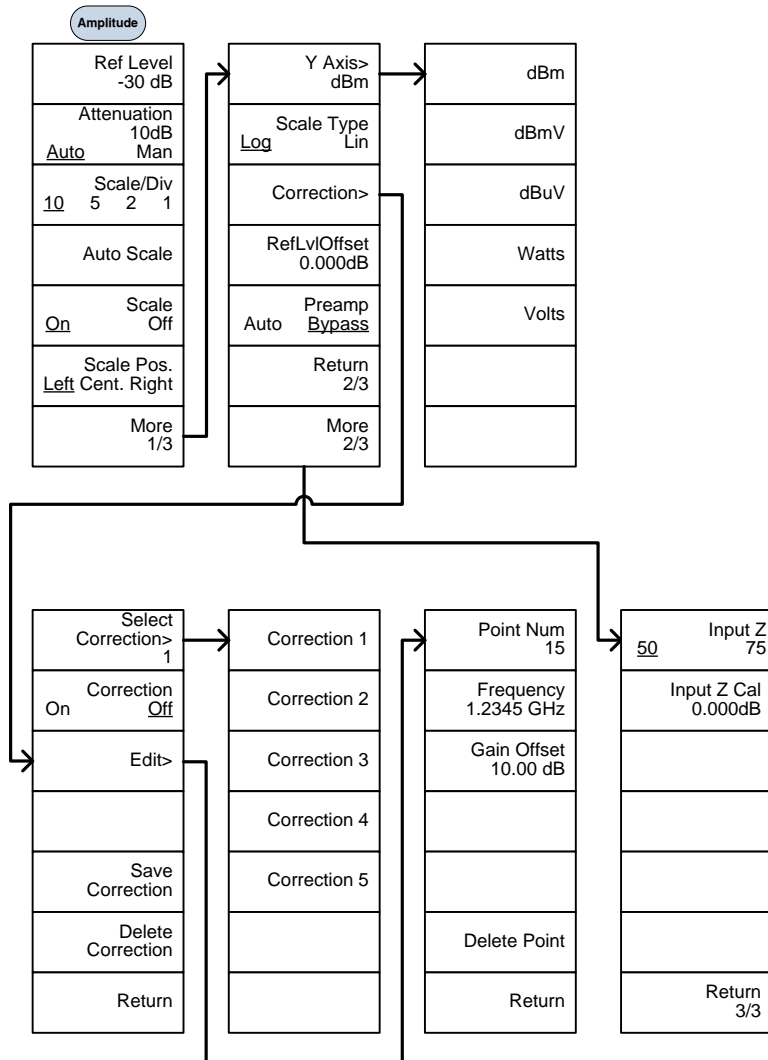 Amplitude
Ref Level
-30 dB
Attenuation
10dB
Auto Man
Scale/Div
10 5 2 1
Auto Scale
Scale
On Off
Scale Pos.
Left Cent. Right
More
1/3
Y Axis>
dBm
Scale Type
Log Lin
Correction>
RefLvlOffset
0.000dB
Preamp
Auto Bypass
Return
2/3
More
2/3
dBm
dBmV
dBuV
Watts
Volts
Select
Correction>
1
Correction
On Off
Edit>
Save
Correction
Delete
Correction
Return
Correction 1
Correction 2
Correction 3
Correction 4
Correction 5
Point Num
15
Frequency
1.2345 GHz
Gain Offset
10.00 dB
Delete Point
Return
Input Z
50 75
Input Z Cal
0.000dB
Return
3/3